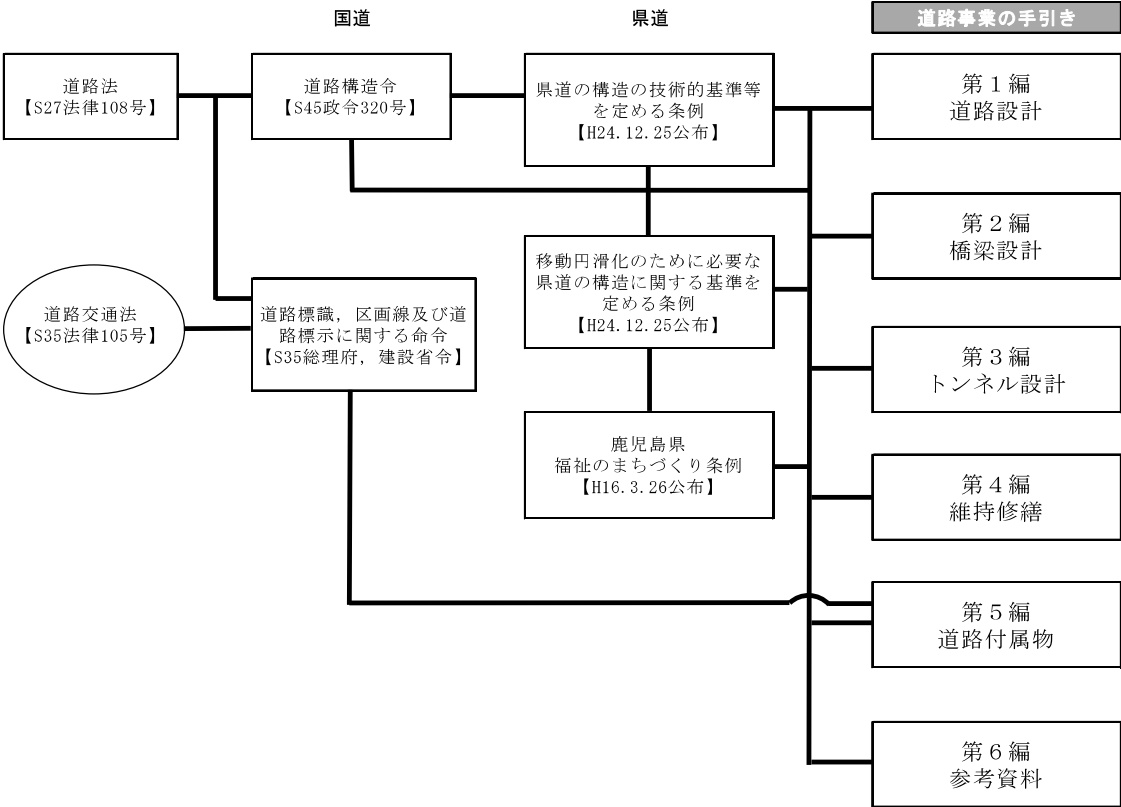 国道
県道
道路事業の手引き
道路法
【S27法律108号】
道路構造令
【S45政令320号】
県道の構造の技術的基準等
を定める条例
【H24.12.25公布】
第１編
道路設計
第２編
橋梁設計
移動円滑化のために必要な
県道の構造に関する基準を
定める条例
【H24.12.25公布】
道路交通法
【S35法律105号】
道路標識，区画線及び道
路標示に関する命令
【S35総理府，建設省令】
第３編
トンネル設計
鹿児島県
福祉のまちづくり条例
【H16.3.26公布】
第４編
維持修繕
第５編
道路付属物
第６編
参考資料